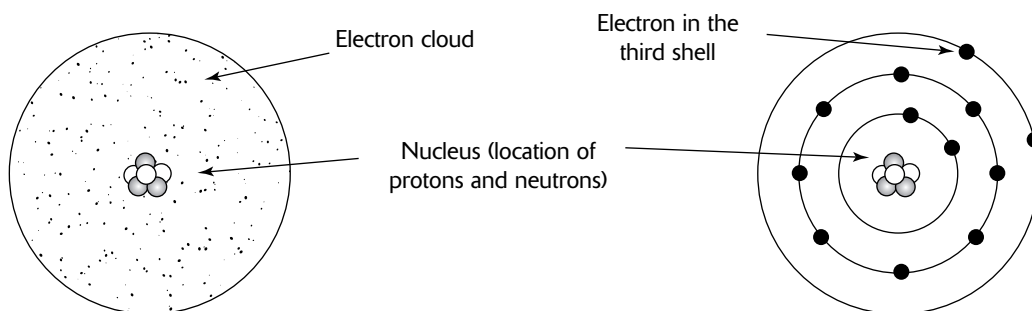 Electron cloud
Electron in the
third shell
Nucleus (location of
protons and neutrons)